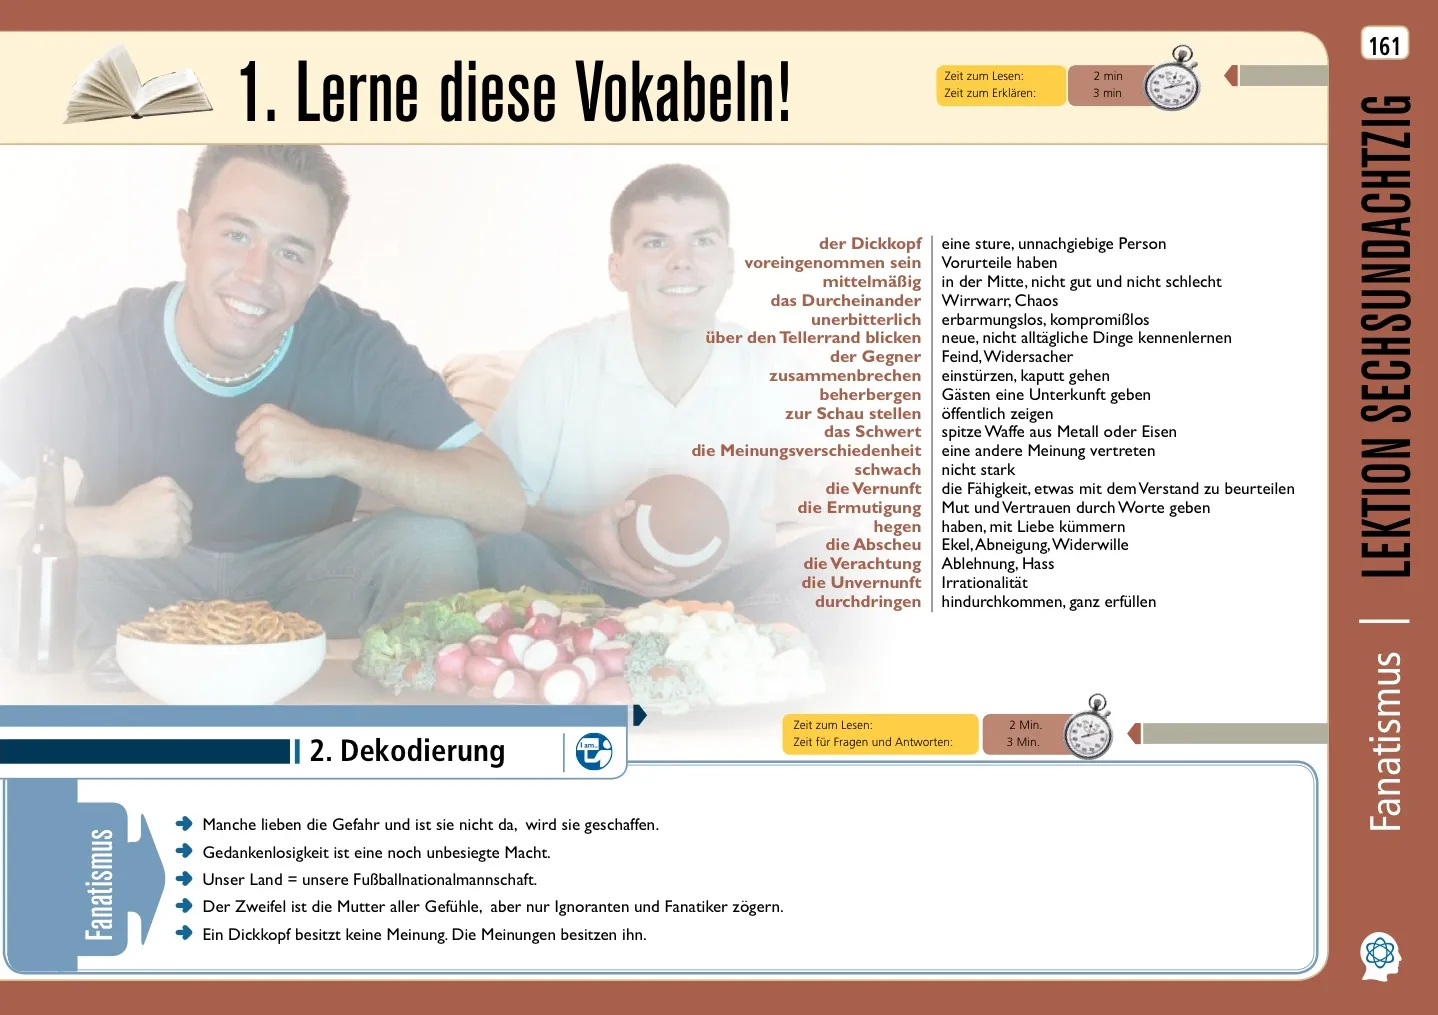 161
1. Lerne diese Vokabeln!
Zeit zum Lesen: 2 min
Zeit zum Erklären: 3 min
der Dickkopf eine sture, unnachgiebige Person
voreingenommen sein Vorurteile haben
mittelmäßig in der Mitte, nicht gut und nicht schlecht
das Durcheinander Wirrwarr, Chaos
unerbitterlich erbarmungslos, kompromißlos
über den Tellerrand blicken neue, nicht alltägliche Dinge kennenlernen
der Gegner Feind, Widersacher
zusammenbrechen einstürzen, kaputt gehen
beherbergen Gästen eine Unterkunft geben
zur Schau stellen öffentlich zeigen
das Schwert spitze Waffe aus Metall oder Eisen
die Meinungsverschiedenheit eine andere Meinung vertreten
schwach nicht stark
die Vernunft die Fähigkeit, etwas mit dem Verstand zu beurteilen
die Ermutigung Mut und Vertrauen durch Worte geben
hegen haben, mit Liebe kümmern
die Abscheu Ekel, Abneigung, Widerwille
die Verachtung Ablehnung, Hass
die Unvernunft Irrationalität
durchdringen hindurchkommen, ganz erfüllen
2. Dekodierung
I am...
Zeit zum Lesen: 2 Min.
Zeit für Fragen und Antworten: 3 Min.
Fanatismus
Manche lieben die Gefahr und ist sie nicht da, wird sie geschaffen.
Gedankenlosigkeit ist eine noch unbesiegte Macht.
Unser Land = unsere Fußballnationalmannschaft.
Der Zweifel ist die Mutter aller Gefühle, aber nur Ignoranten und Fanatiker zögern.
Ein Dickkopf besitzt keine Meinung. Die Meinungen besitzen ihn.
Fanatismus | LEKTION SECHSUNDACHTZIG